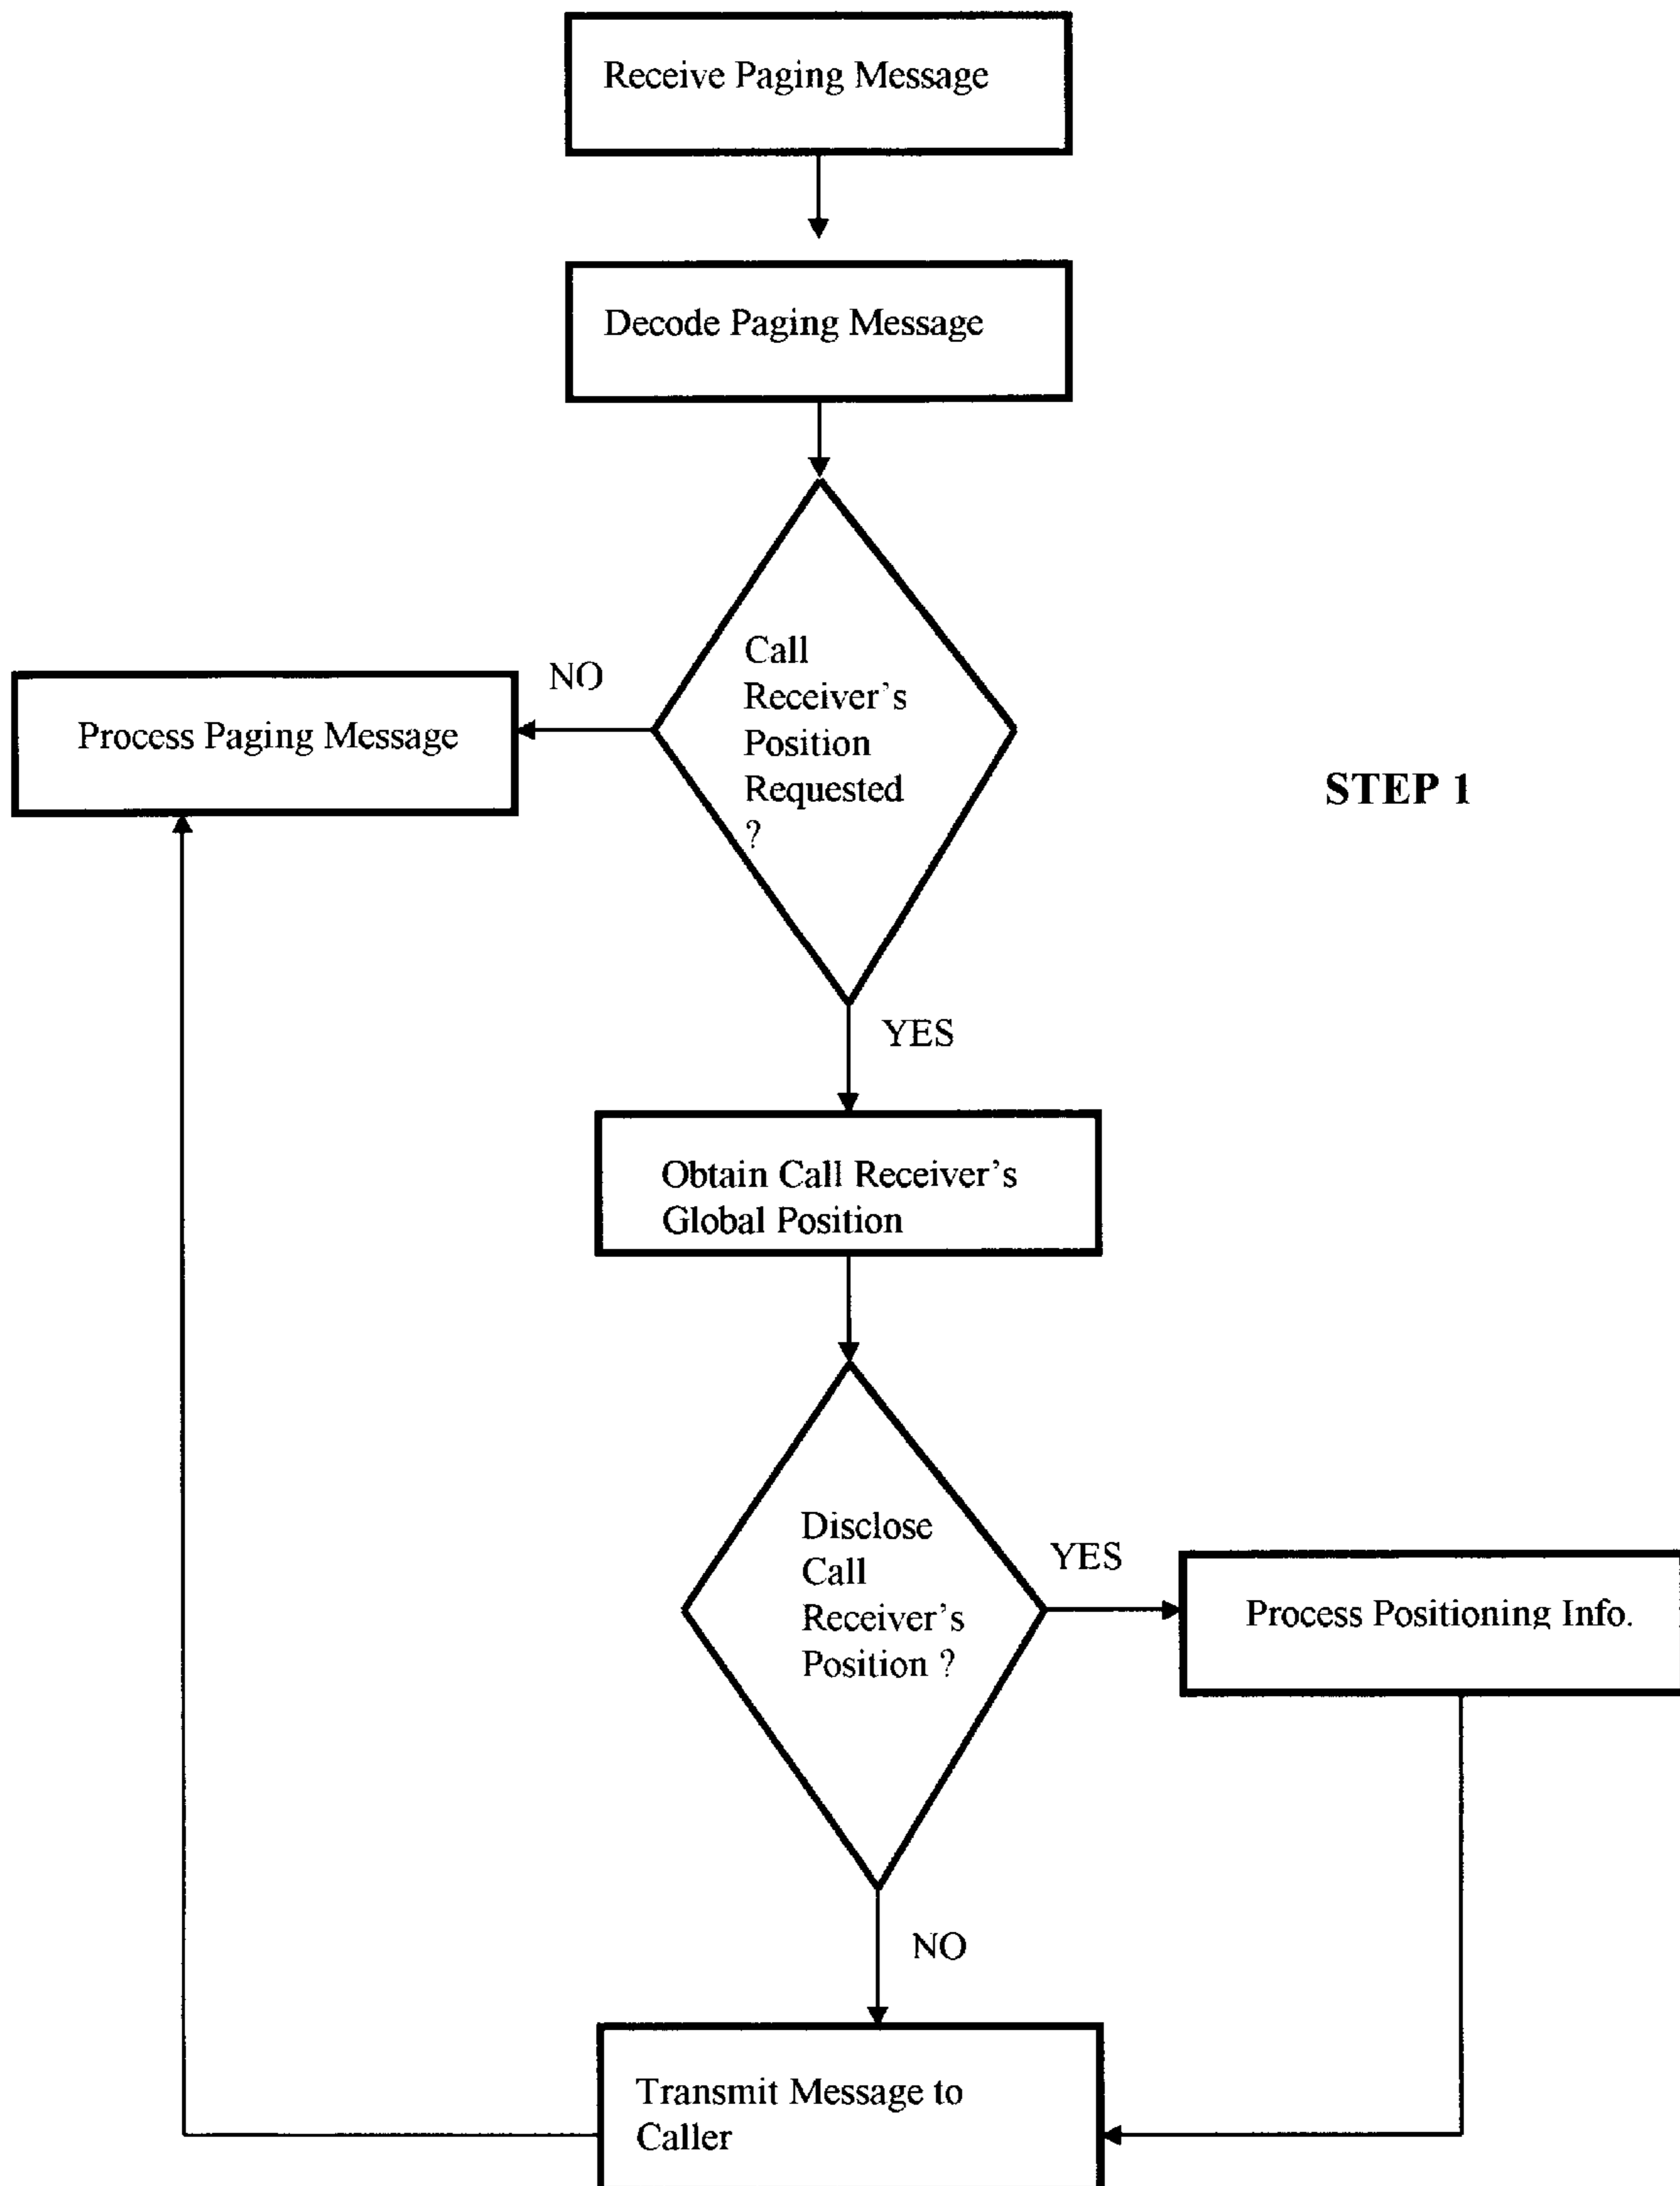 Receive Paging Message
Decode Paging Message
Call
Receiver's
Position
Requested
?
NO
Process Paging Message
STEP 1
YES
Obtain Call Receiver's
Global Position
Disclose
Call
Receiver's
Position ?
YES
Process Positioning Info.
NO
Transmit Message to
Caller